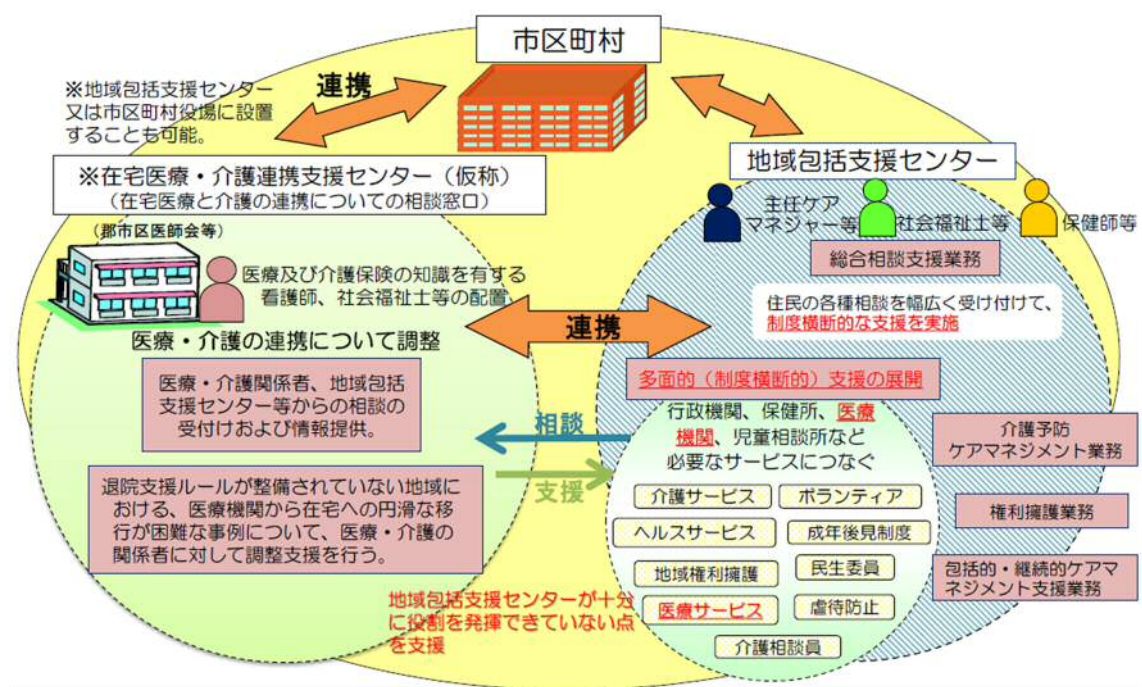 市区町村
連携
※地域包括支援センター
又は市区町村役場に設置
することも可能。
※在宅医療・介護連携支援センター（仮称）
（在宅医療と介護の連携についての相談窓口）
地域包括支援センター
主任ケア
マネジャー等
社会福祉士等
保健師等
（郡市区医師会等）
総合相談支援業務
医療及び介護保険の知識を有する
看護師、社会福祉士等の配置
住民の各種相談を幅広く受け付けて、
制度横断的な支援を実施
連携
医療・介護の連携について調整
医療・介護関係者、地域包括
支援センター等からの相談の
受付けおよび情報提供。
多面的（制度横断的）支援の展開
行政機関、保健所、医療
機関、児童相談所など
必要なサービスにつなぐ
相談
支援
介護予防
ケアマネジメント業務
退院支援ルールが整備されていない地域に
おける、医療機関から在宅への円滑な移
行が困難な事例について、医療・介護の
関係者に対して調整支援を行う。
介護サービス
ボランティア
ヘルスサービス
成年後見制度
地域権利擁護
民生委員
医療サービス
虐待防止
介護相談員
権利擁護業務
包括的・継続的ケアマ
ネジメント支援業務
地域包括支援センターが十分
に役割を発揮できていない点
を支援